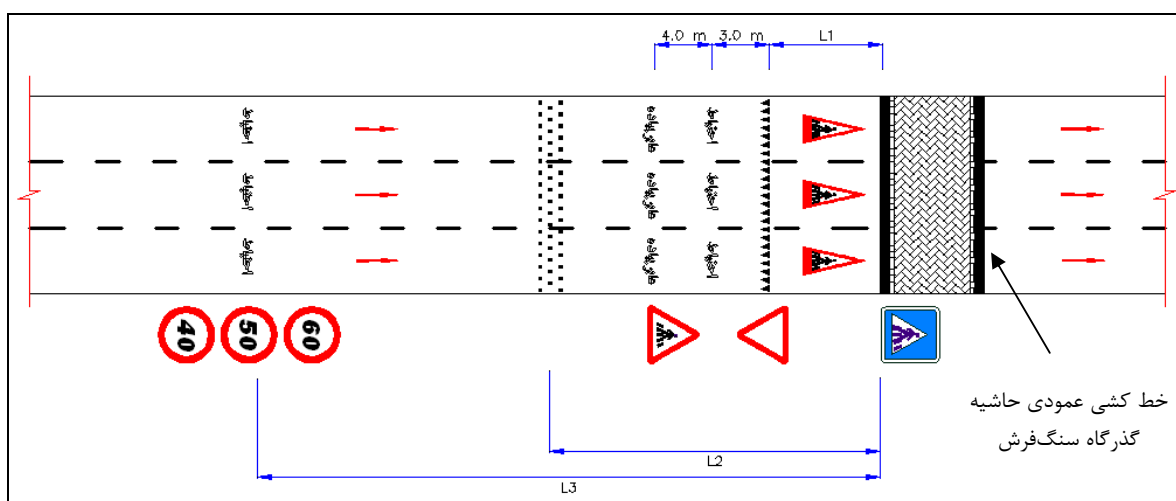 4.0 m 3.0 m L1
احتیاط عابر پیاده احتیاط
احتیاط عابر پیاده احتیاط
احتیاط عابر پیاده احتیاط
40 50 60
خط کشی عمودی حاشیه
گذرگاه سنگ‌فرش
L2
L3